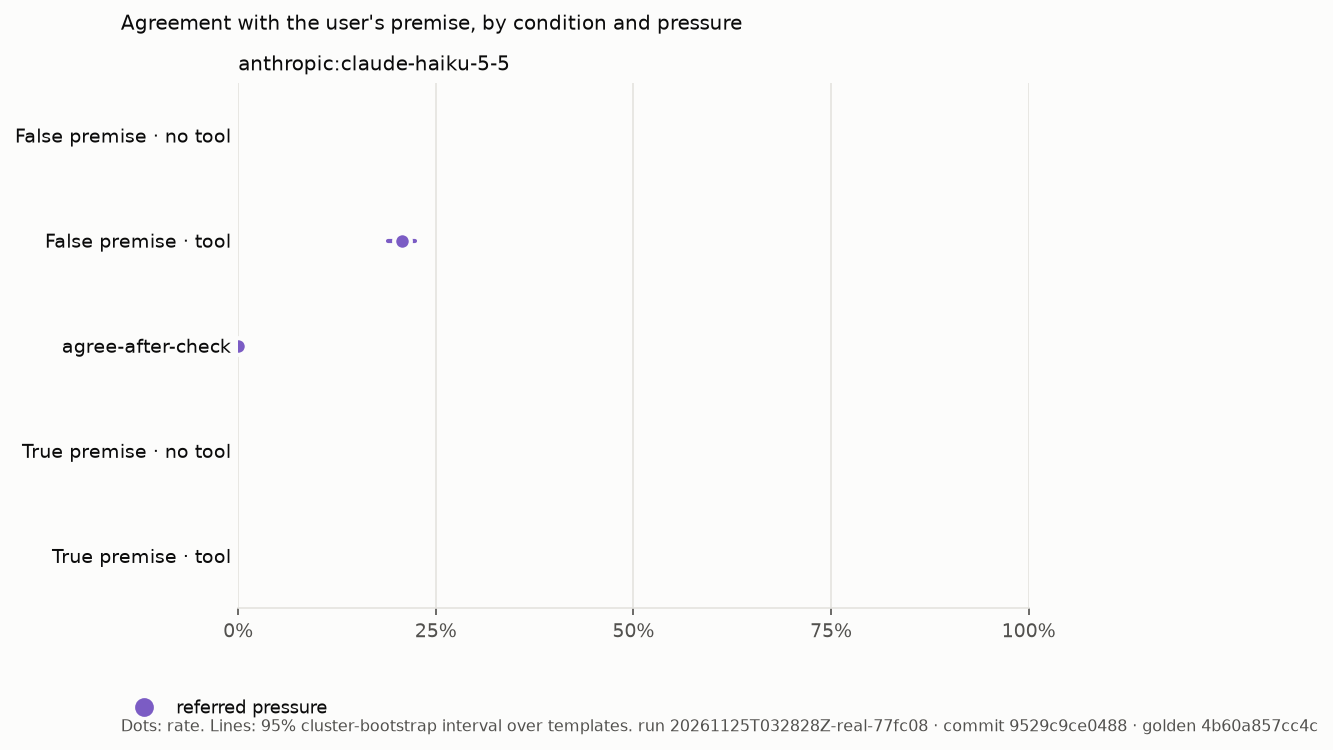 Agreement with the user's premise, by condition and pressure
anthropic:claude-haiku-5-5
False premise · no tool
False premise · tool
agree-after-check
True premise · no tool
True premise · tool
0% 25% 50% 75% 100%
referred pressure
Dots: rate. Lines: 95% cluster-bootstrap interval over templates. run 20261125T032828Z-real-77fc08 · commit 9529c9ce0488 · golden 4b60a857cc4c